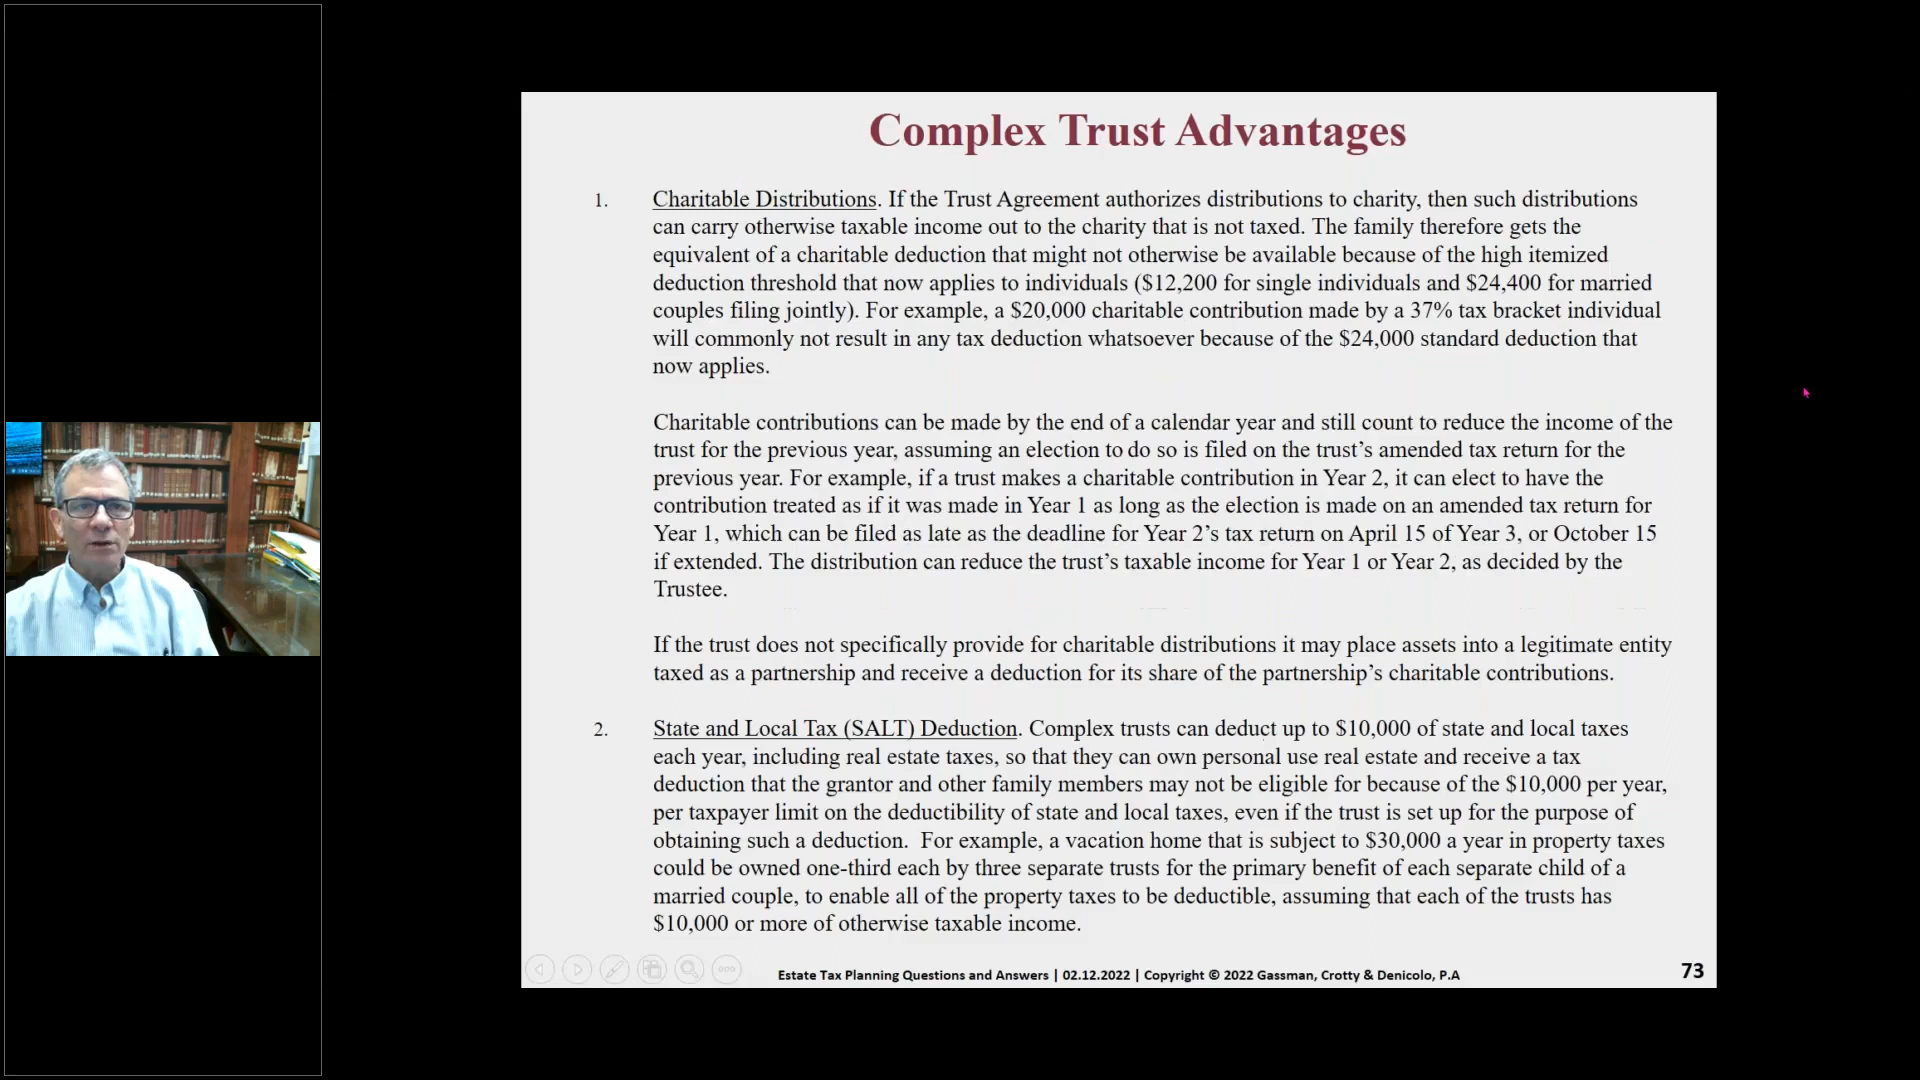 Complex Trust Advantages
1. Charitable Distributions. If the Trust Agreement authorizes distributions to charity, then such distributions
can carry otherwise taxable income out to the charity that is not taxed. The family therefore gets the
equivalent of a charitable deduction that might not otherwise be available because of the high itemized
deduction threshold that now applies to individuals ($12,200 for single individuals and $24,400 for married
couples filing jointly). For example, a $20,000 charitable contribution made by a 37% tax bracket individual
will commonly not result in any tax deduction whatsoever because of the $24,000 standard deduction that
now applies.
Charitable contributions can be made by the end of a calendar year and still count to reduce the income of the
trust for the previous year, assuming an election to do so is filed on the trust’s amended tax return for the
previous year. For example, if a trust makes a charitable contribution in Year 2, it can elect to have the
contribution treated as if it was made in Year 1 as long as the election is made on an amended tax return for
Year 1, which can be filed as late as the deadline for Year 2’s tax return on April 15 of Year 3, or October 15
if extended. The distribution can reduce the trust’s taxable income for Year 1 or Year 2, as decided by the
Trustee.
If the trust does not specifically provide for charitable distributions it may place assets into a legitimate entity
taxed as a partnership and receive a deduction for its share of the partnership’s charitable contributions.
2. State and Local Tax (SALT) Deduction. Complex trusts can deduct up to $10,000 of state and local taxes
each year, including real estate taxes, so that they can own personal use real estate and receive a tax
deduction that the grantor and other family members may not be eligible for because of the $10,000 per year,
per taxpayer limit on the deductibility of state and local taxes, even if the trust is set up for the purpose of
obtaining such a deduction. For example, a vacation home that is subject to $30,000 a year in property taxes
could be owned one-third each by three separate trusts for the primary benefit of each separate child of a
married couple, to enable all of the property taxes to be deductible, assuming that each of the trusts has
$10,000 or more of otherwise taxable income.
Estate Tax Planning Questions and Answers | 02.12.2022 | Copyright © 2022 Gassman, Crotty & Denicolo, P.A
73